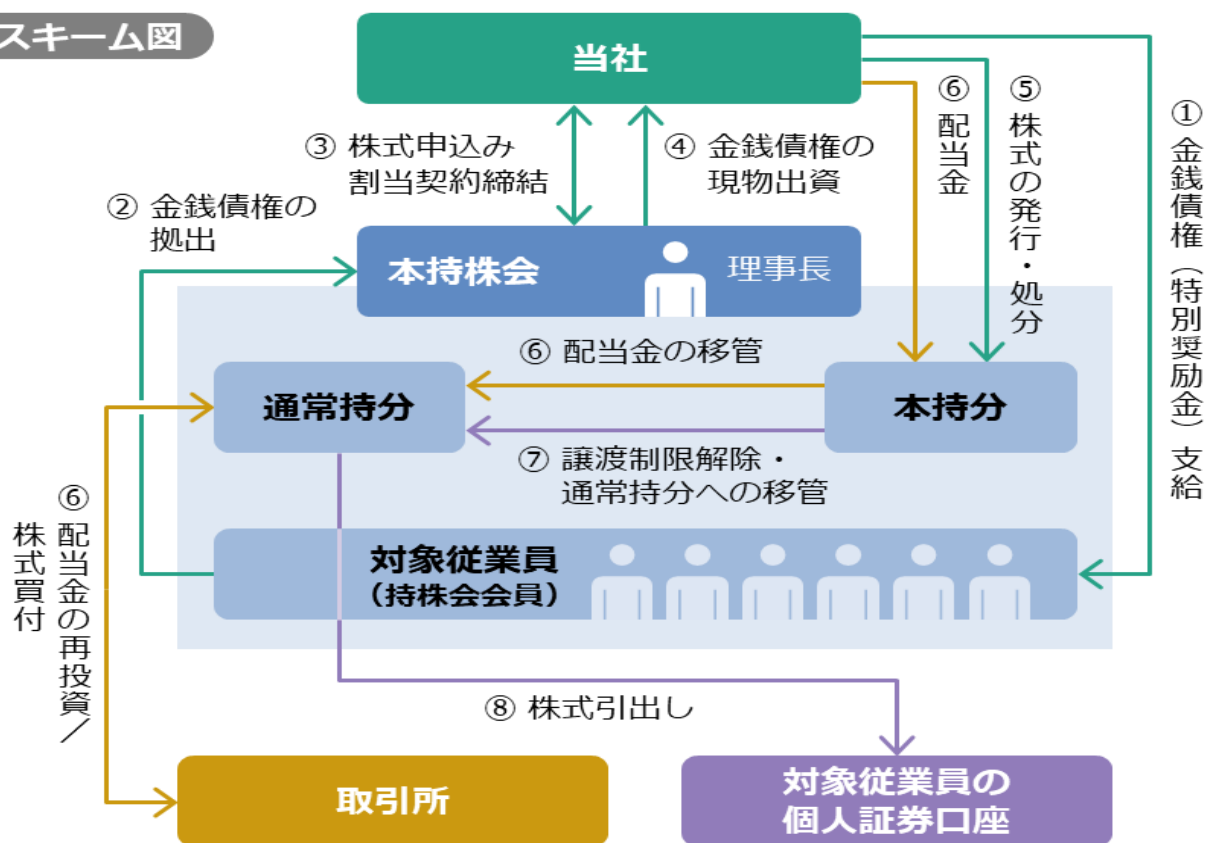 スキーム図
当社
③ 株式申込み
割当契約締結
④ 金銭債権の
現物出資
⑥ 配当金
⑤ 株式の発行・処分
① 金銭債権（特別奨励金）支給
② 金銭債権の
拠出
本持株会
理事長
⑥ 配当金の移管
通常持分
本持分
⑦ 譲渡制限解除・
通常持分への移管
⑥ 配当金の再投資／
株式買付
対象従業員
（持株会会員）
⑧ 株式引出し
取引所
対象従業員の
個人証券口座